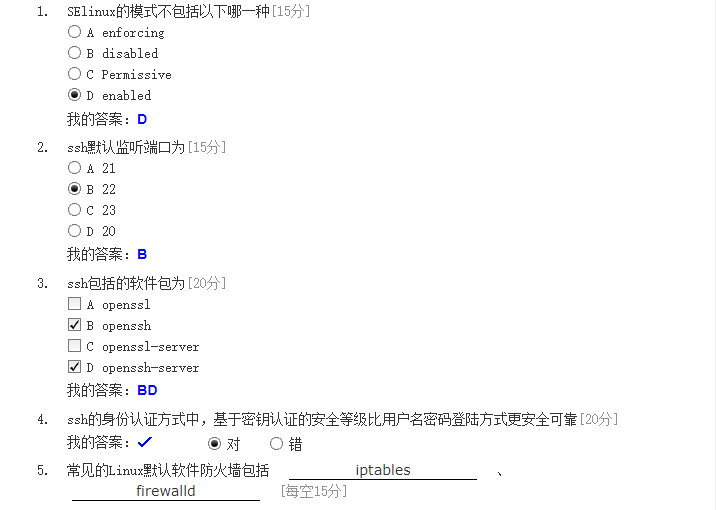 1. SElinux的模式不包括以下哪一种[15分]
A enforcing
B disabled
C Permissive
D enabled
我的答案：D
2. ssh默认监听端口为[15分]
A 21
B 22
C 23
D 20
我的答案：B
3. ssh包括的软件包为[20分]
A openssl
B openssh
C openssl-server
D openssh-server
我的答案：BD
4. ssh的身份认证方式中，基于密钥认证的安全等级比用户名密码登陆方式更安全可靠[20分]
我的答案：✓ 对 错
5. 常见的Linux默认软件防火墙包括 iptables 、
firewalld [每空15分]